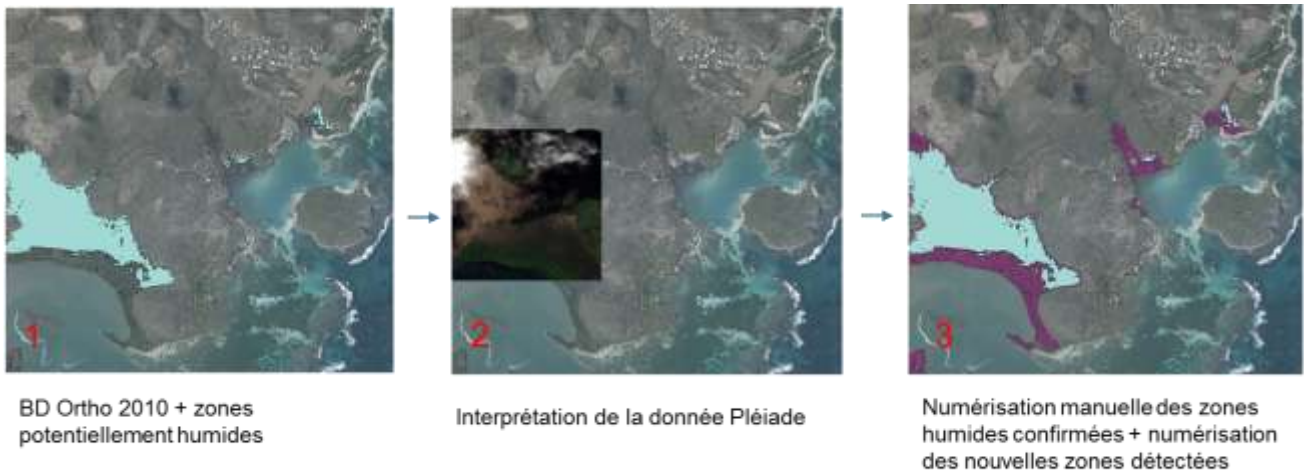 1
2
3
BD Ortho 2010 + zones
potentiellement humides
Interprétation de la donnée Pléiade
Numérisation manuelle des zones
humides confirmées + numérisation
des nouvelles zones détectées